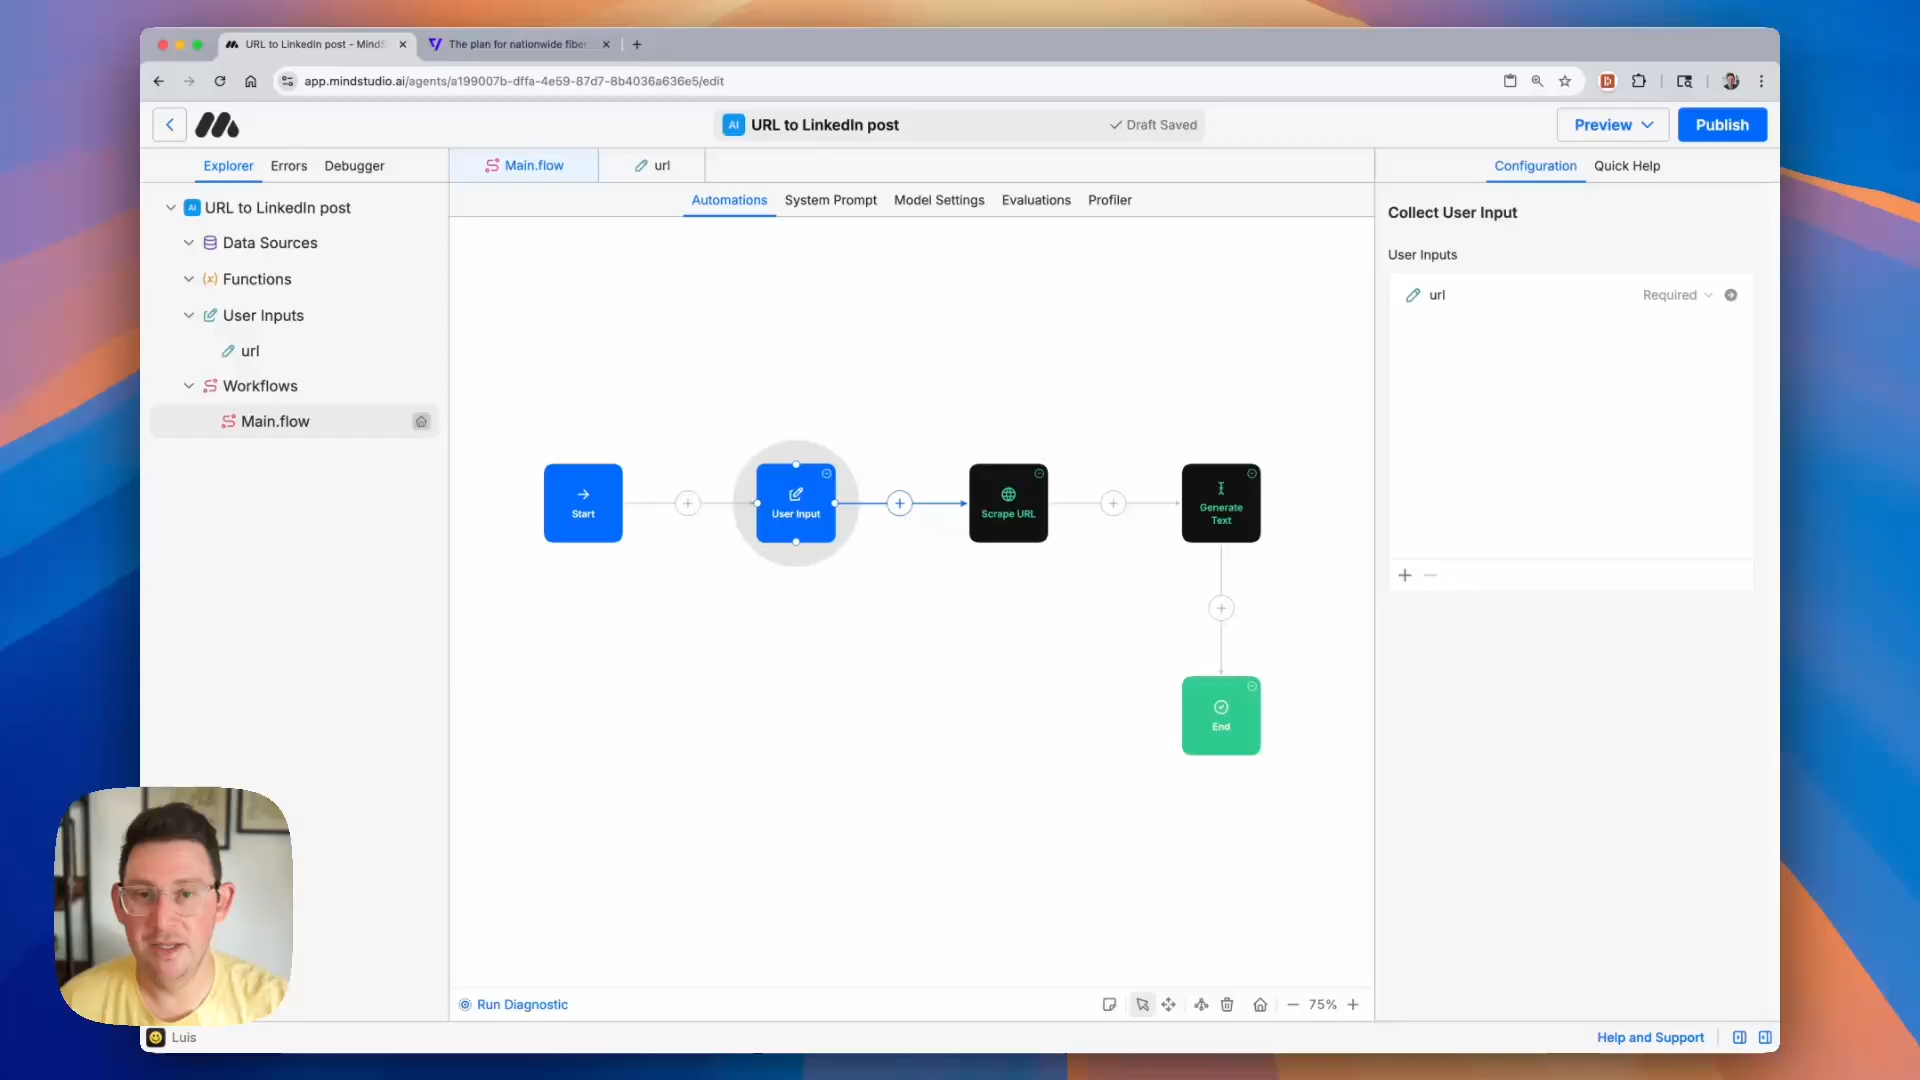 URL to LinkedIn post - MindS
The plan for nationwide fibe
app.mindstudio.ai/agents/a199007b-dffa-4e59-87d7-8b4036a636e5/edit
AI URL to LinkedIn post
Draft Saved
Preview
Publish
Explorer
Errors
Debugger
Main.flow
url
Configuration
Quick Help
Automations
System Prompt
Model Settings
Evaluations
Profiler
AI URL to LinkedIn post
Data Sources
Functions
User Inputs
url
Workflows
Main.flow
Collect User Input
User Inputs
url
Required
Start
User Input
Scrape URL
Generate
Text
End
Run Diagnostic
75%
Luis
Help and Support